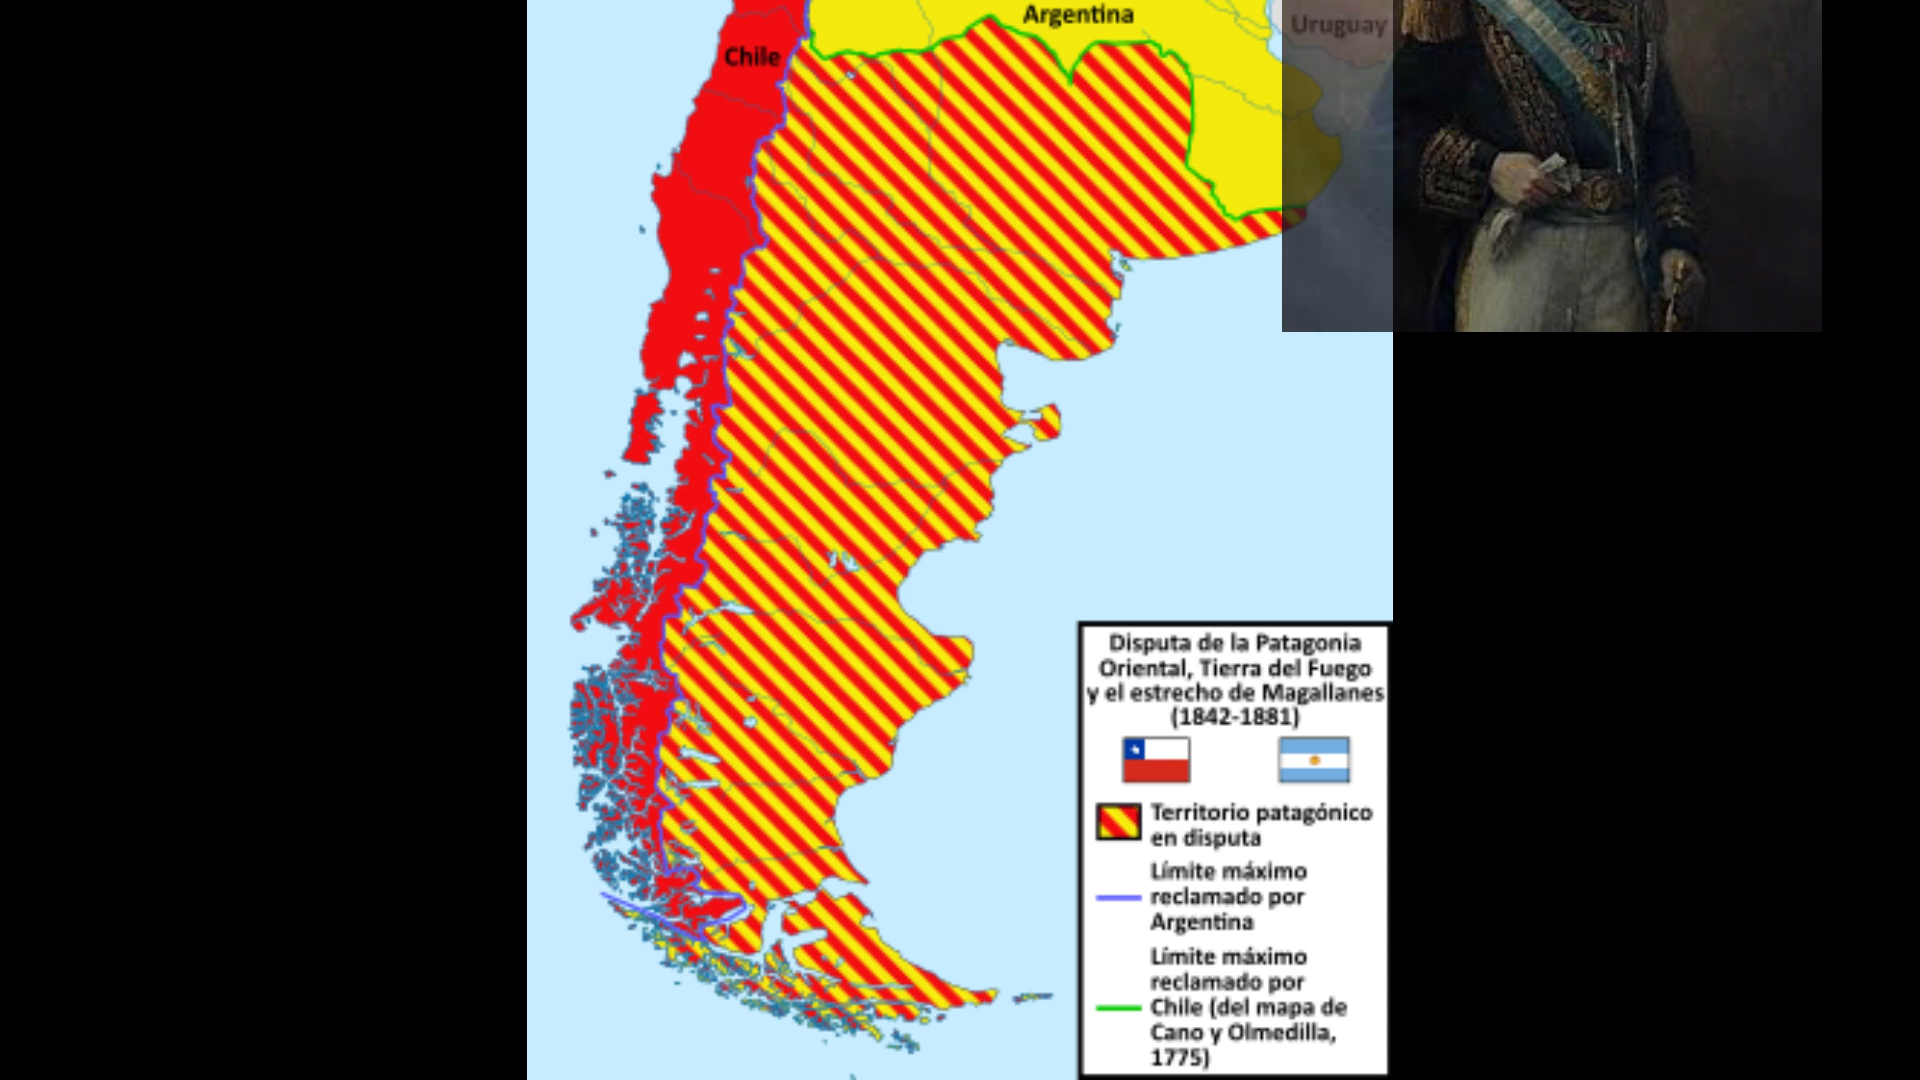 Argentina
Uruguay
Chile
Disputa de la Patagonia
Oriental, Tierra del Fuego
y el estrecho de Magallanes
(1842-1881)
Territorio patagónico
en disputa
Límite máximo
reclamado por
Argentina
Límite máximo
reclamado por
Chile (del mapa de
Cano y Olmedilla,
1775)